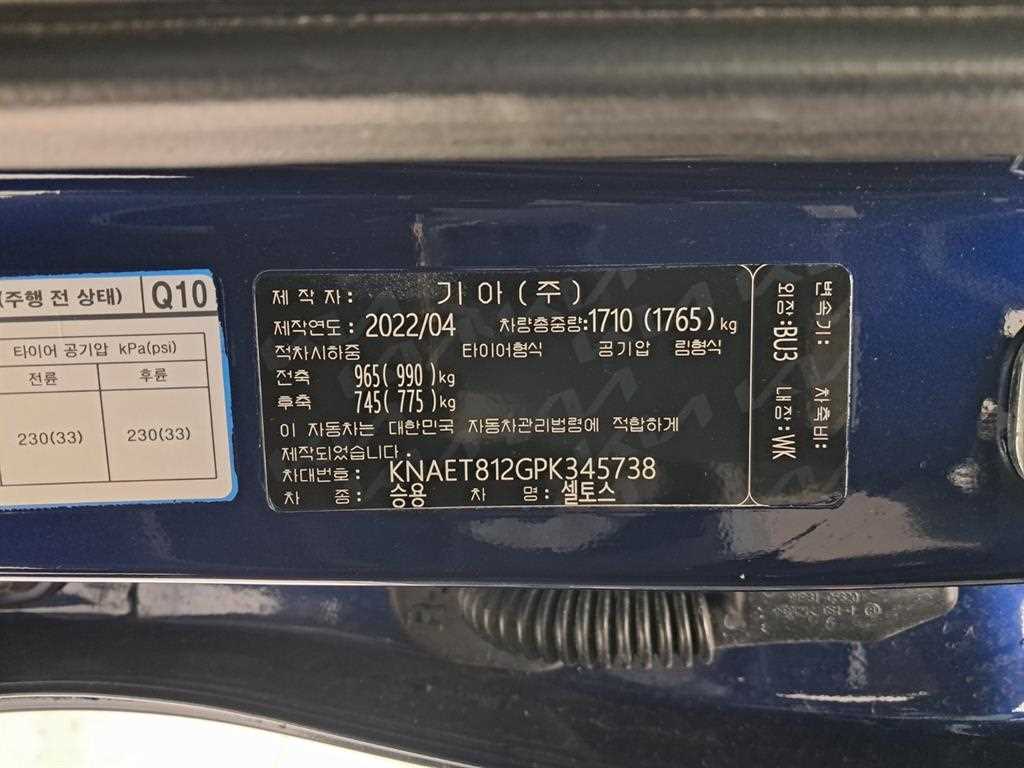 (주행 전 상태) Q10
타이어 공기압 kPa(psi)
전륜 후륜
230(33) 230(33)
제 작 자 : 기 아 ( 주 )
제작연도 : 2022/04 차량총중량:1710 (1765)kg
적차시하중 타이어형식 공기압 림형식
전축 965( 990)kg
후축 745( 775)kg
이 자동차는 대한민국 자동차관리법령에 적합하게
제작되었습니다.
차대번호: KNAET812GPK345738
차 종: 승용 차 명: 셀토스
변속기: 차축비:
외장:BU3 내장:WK